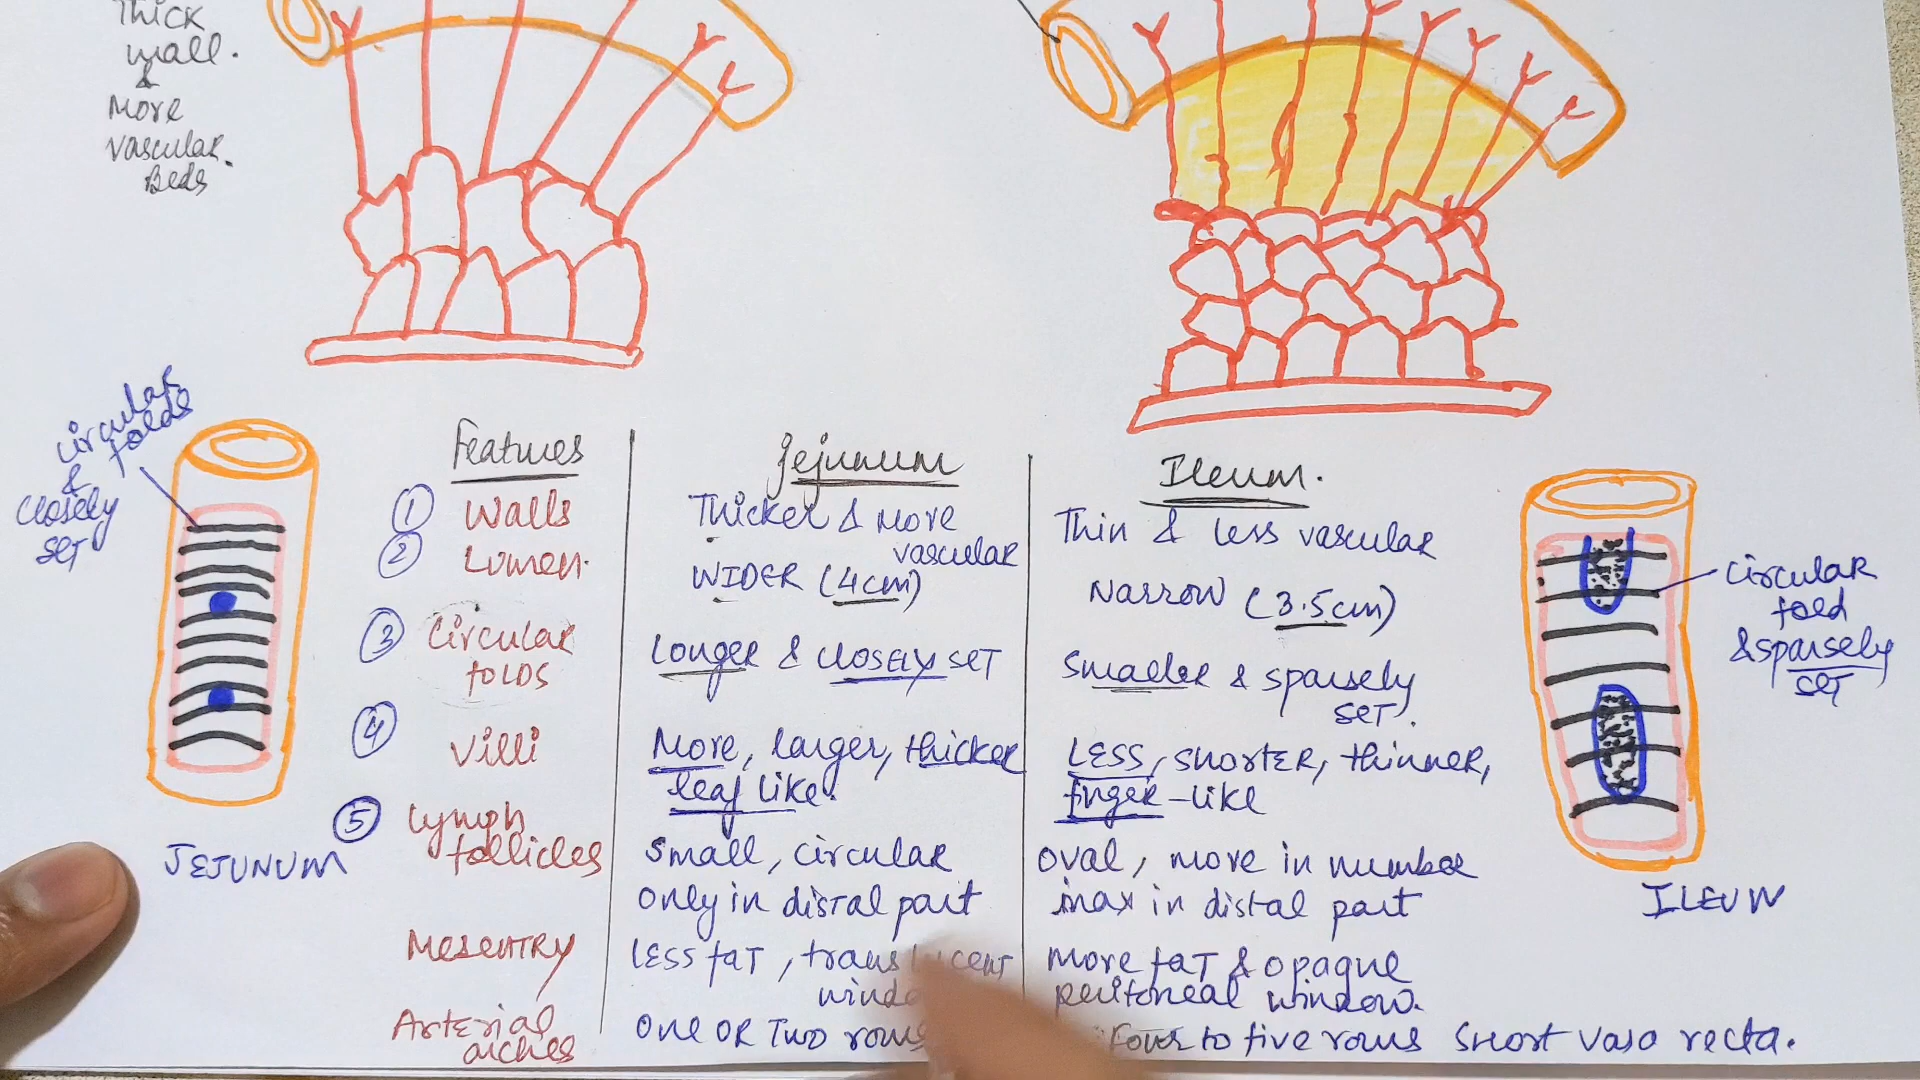 Thick
wall.
&
More
vascular.
Beds
circular
folds
&
closely
set
JEJUNUM
Features
Jejunum
Ileum.
① Walls
Thicker & More
vascular
Thin & Less vascular
② Lumen.
WIDER (4cm)
Narrow (3.5cm)
③ Circular
folds
Longer & closely set
Smaller & sparsely
set.
④ Villi
More, larger, thicker
leaf like.
LESS, shorter, thinner,
finger-like
⑤ Lymph
follicles
Small, circular
only in distal part
oval, more in number
max in distal part
Mesentry
LESS fat,
More fat & opaque
peritoneal window.
Arterial
arches
One OR Two rows
Four to five rows Short vasa recta.
circular
fold
& sparsely
set
ILEUM